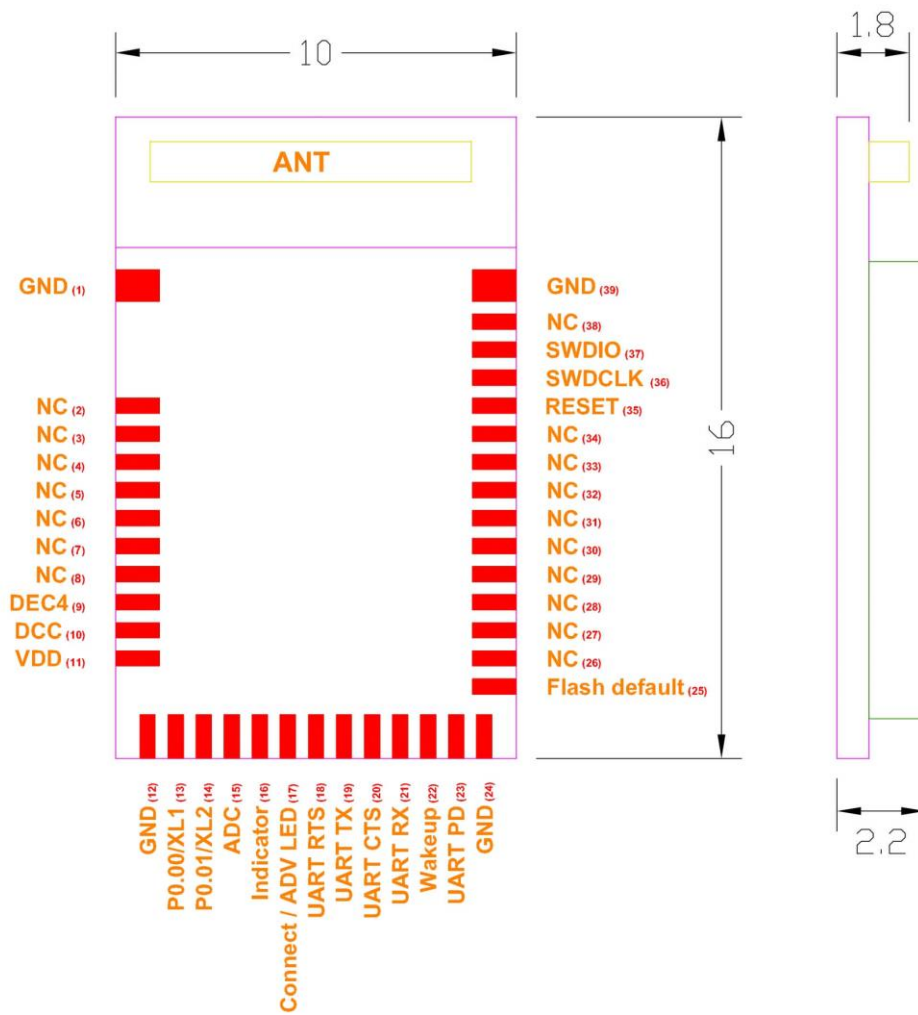 10
1.8
ANT
16
GND (1)
NC (2)
NC (3)
NC (4)
NC (5)
NC (6)
NC (7)
NC (8)
DEC4 (9)
DCC (10)
VDD (11)
GND (39)
NC (38)
SWDIO (37)
SWDCLK (36)
RESET (35)
NC (34)
NC (33)
NC (32)
NC (31)
NC (30)
NC (29)
NC (28)
NC (27)
NC (26)
Flash default (25)
GND (12)
P0.00/XL1 (13)
P0.01/XL2 (14)
ADC (15)
Indicator (16)
Connect / ADV LED (17)
UART RTS (18)
UART TX (19)
UART CTS (20)
UART RX (21)
Wakeup (22)
UART PD (23)
GND (24)
2.2